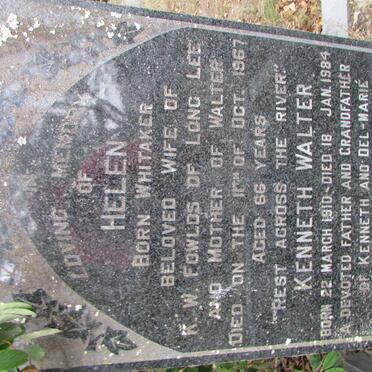 IN
LOVING MEMORY
OF
HELEN
BORN WHITAKER
BELOVED WIFE OF
K.W. FOWLDS OF LONG LEE
AND MOTHER OF WALTER
DIED ON THE 11TH OF OCT. 1967
AGED 66 YEARS
"REST ACROSS THE RIVER"
KENNETH WALTER
BORN 22 MARCH 1910-DIED 18 JAN. 1984
A DEVOTED FATHER AND GRANDFATHER
OF KENNETH AND DEL-MARIÉ